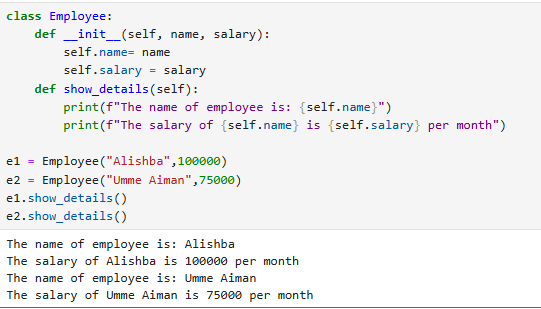 class Employee:
    def __init__(self, name, salary):
        self.name= name
        self.salary = salary
    def show_details(self):
        print(f"The name of employee is: {self.name}")
        print(f"The salary of {self.name} is {self.salary} per month")

e1 = Employee("Alishba",100000)
e2 = Employee("Umme Aiman",75000)
e1.show_details()
e2.show_details()
The name of employee is: Alishba
The salary of Alishba is 100000 per month
The name of employee is: Umme Aiman
The salary of Umme Aiman is 75000 per month